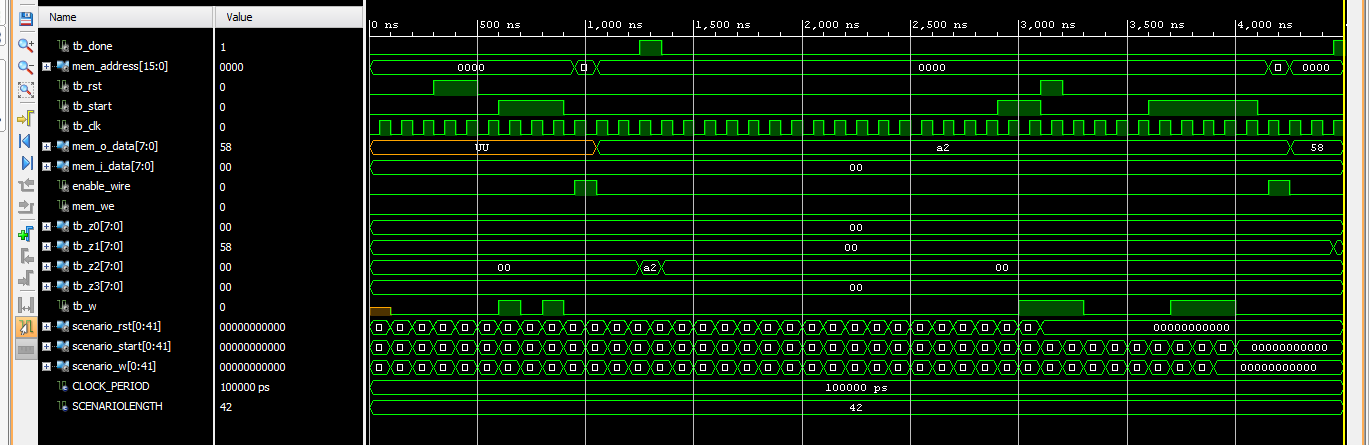 Name Value 0 ns 500 ns 1,000 ns 1,500 ns 2,000 ns 2,500 ns 3,000 ns 3,500 ns 4,000 ns
tb_done 1
mem_address[15:0] 0000 0000 0000 0000
tb_rst 0
tb_start 0
tb_clk 0
mem_o_data[7:0] 58 UU a2 58
mem_i_data[7:0] 00 00
enable_wire 0
mem_we 0
tb_z0[7:0] 00 00
tb_z1[7:0] 58 00
tb_z2[7:0] 00 00 a2 00
tb_z3[7:0] 00 00
tb_w 0
scenario_rst[0:41] 00000000000 00000000000
scenario_start[0:41] 00000000000 00000000000
scenario_w[0:41] 00000000000 00000000000
CLOCK_PERIOD 100000 ps 100000 ps
SCENARIOLENGTH 42 42